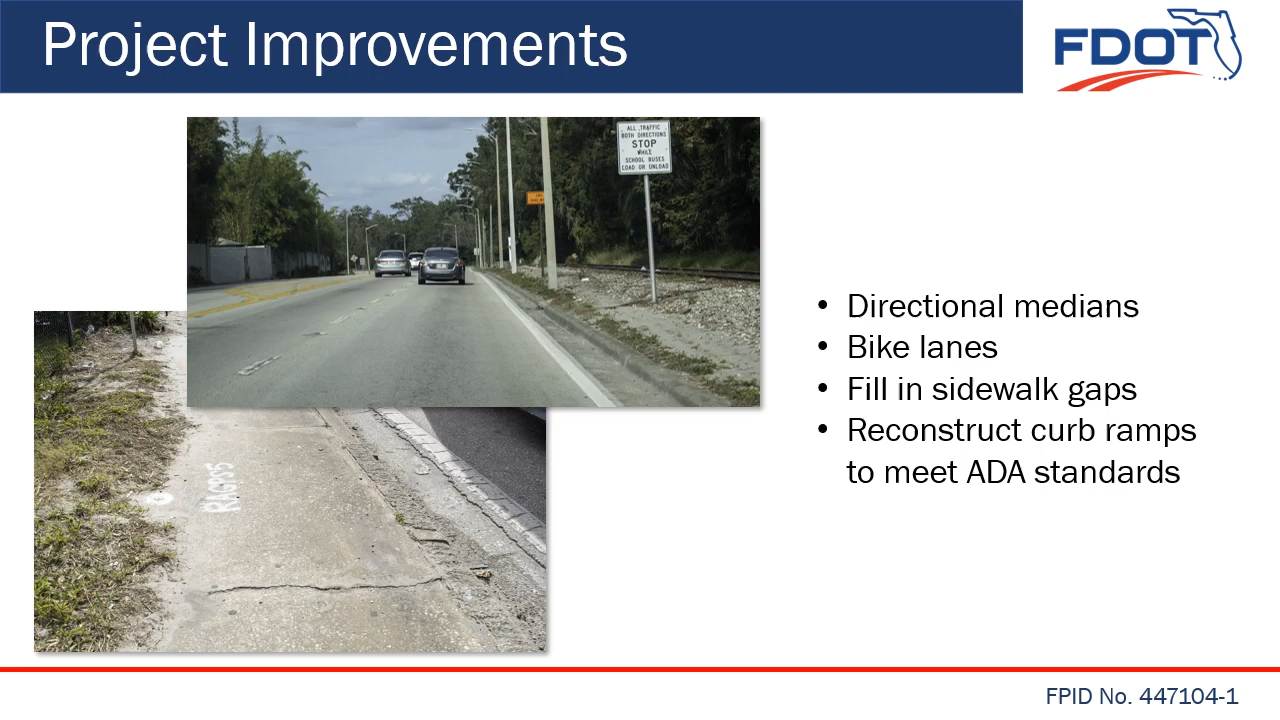 Project Improvements
FDOT
ALL TRAFFIC
BOTH DIRECTIONS
STOP
WHILE
SCHOOL BUSES
LOAD OR UNLOAD
• Directional medians
• Bike lanes
• Fill in sidewalk gaps
• Reconstruct curb ramps
to meet ADA standards
FPID No. 447104-1